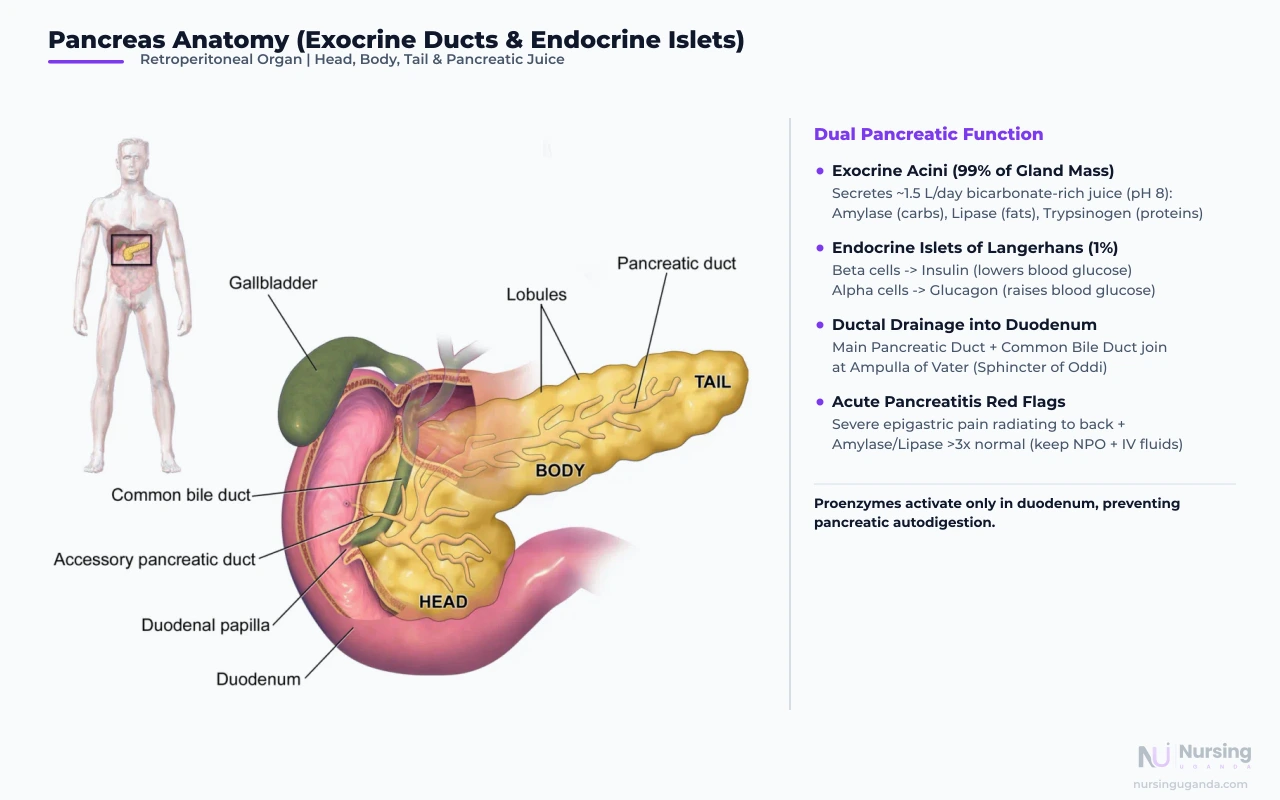 Pancreas Anatomy (Exocrine Ducts & Endocrine Islets)
Retroperitoneal Organ | Head, Body, Tail & Pancreatic Juice
Gallbladder
Lobules
Pancreatic duct
TAIL
BODY
HEAD
Common bile duct
Accessory pancreatic duct
Duodenal papilla
Duodenum
Dual Pancreatic Function
Exocrine Acini (99% of Gland Mass)
Secretes ~1.5 L/day bicarbonate-rich juice (pH 8):
Amylase (carbs), Lipase (fats), Trypsinogen (proteins)
Endocrine Islets of Langerhans (1%)
Beta cells -> Insulin (lowers blood glucose)
Alpha cells -> Glucagon (raises blood glucose)
Ductal Drainage into Duodenum
Main Pancreatic Duct + Common Bile Duct join
at Ampulla of Vater (Sphincter of Oddi)
Acute Pancreatitis Red Flags
Severe epigastric pain radiating to back +
Amylase/Lipase >3x normal (keep NPO + IV fluids)
Proenzymes activate only in duodenum, preventing
pancreatic autodigestion.
NU Nursing
UGANDA
nursinguganda.com